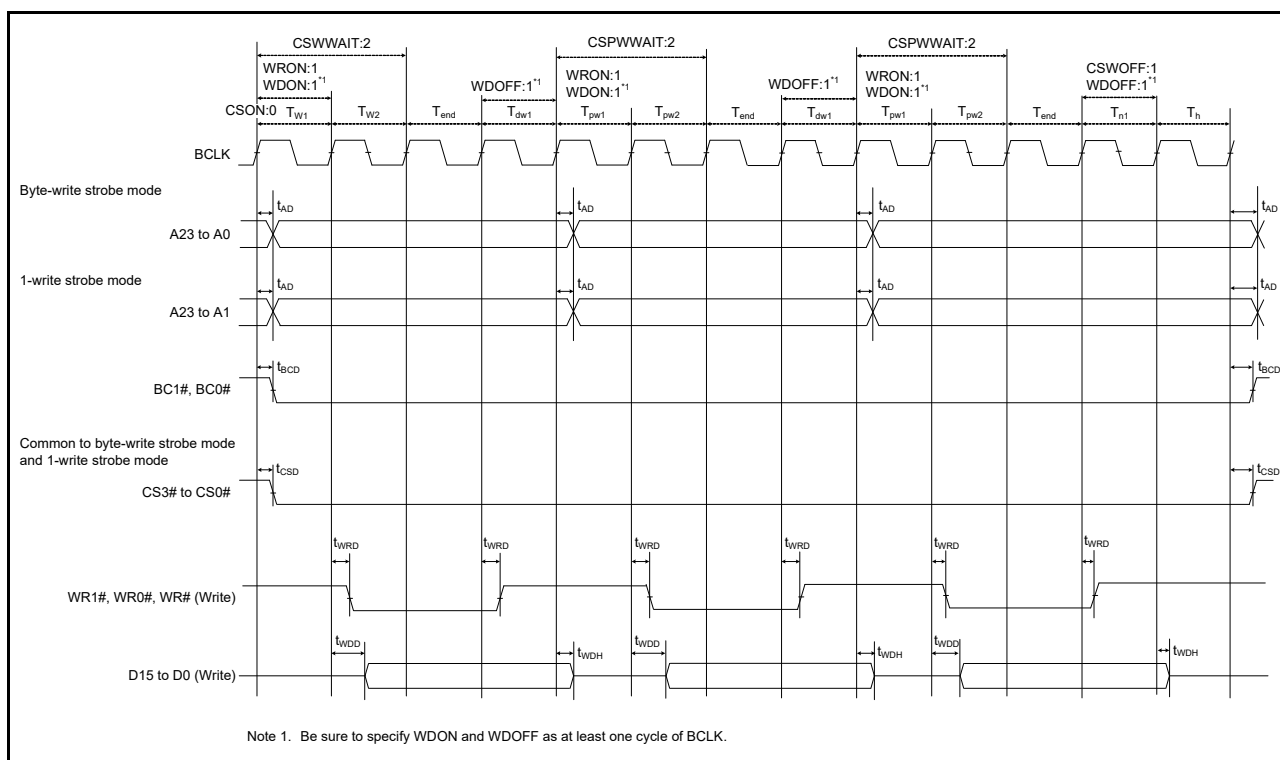 CSWWAIT:2
CSPWWAIT:2
CSPWWAIT:2
WRON:1
WDON:1*1
WDOFF:1*1
WRON:1
WDON:1*1
WDOFF:1*1
WRON:1
WDON:1*1
CSWOFF:1
WDOFF:1*1
CSON:0
TW1 TW2 Tend Tdw1 Tpw1 Tpw2 Tend Tdw1 Tpw1 Tpw2 Tend Tn1 Th
BCLK
Byte-write strobe mode
tAD tAD tAD tAD
A23 to A0
1-write strobe mode
tAD tAD tAD tAD
A23 to A1
tBCD tBCD
BC1#, BC0#
Common to byte-write strobe mode
and 1-write strobe mode
tCSD tCSD
CS3# to CS0#
tWRD tWRD tWRD tWRD tWRD tWRD
WR1#, WR0#, WR# (Write)
tWDD tWDH tWDD tWDH tWDD tWDH
D15 to D0 (Write)
Note 1. Be sure to specify WDON and WDOFF as at least one cycle of BCLK.